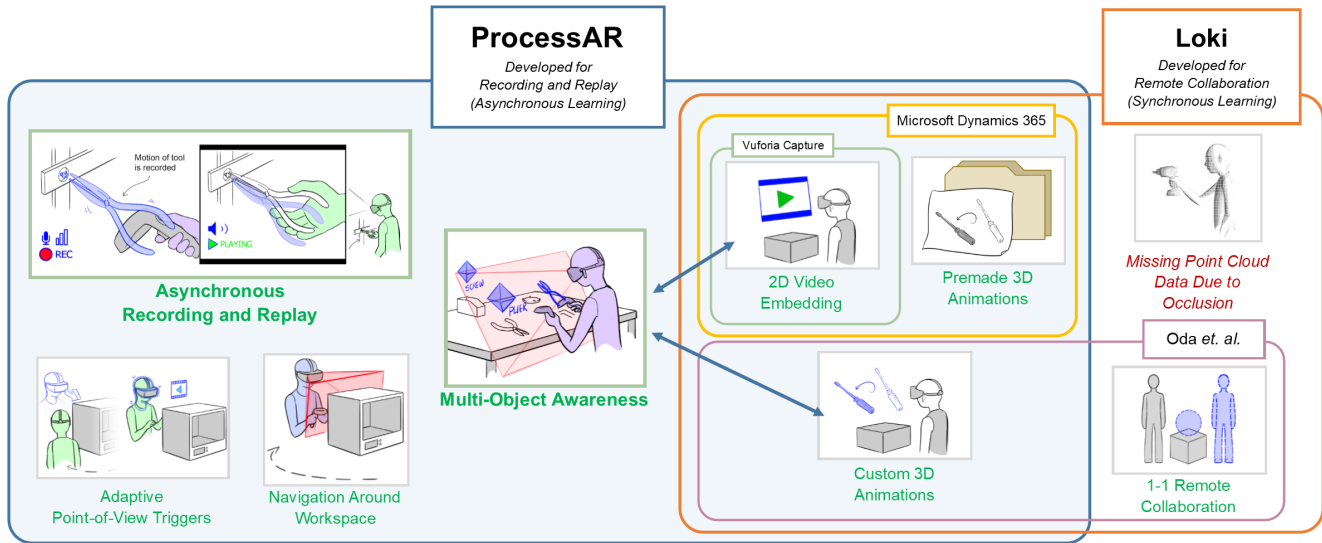 ProcessAR
Developed for
Recording and Replay
(Asynchronous Learning)
Loki
Developed for
Remote Collaboration
(Synchronous Learning)
Microsoft Dynamics 365
Vuforia Capture
Motion of tool
is recorded
REC
PLAYING
Asynchronous
Recording and Replay
SCREW
PLIER
Multi-Object Awareness
2D Video
Embedding
Premade 3D
Animations
Missing Point Cloud
Data Due to
Occlusion
Oda et. al.
Adaptive
Point-of-View Triggers
Navigation Around
Workspace
Custom 3D
Animations
1-1 Remote
Collaboration